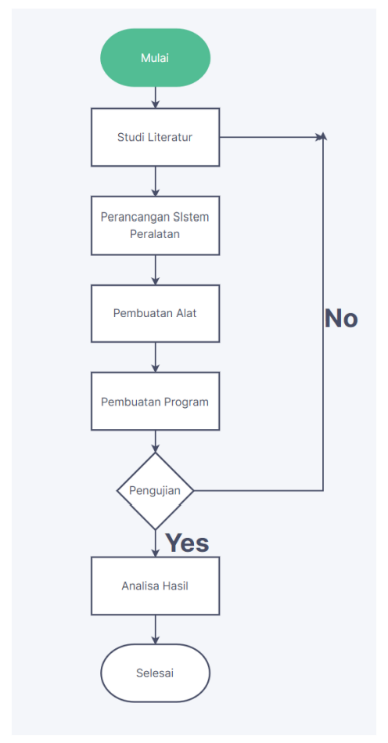 Mulai
Studi Literatur
Perancangan SIstem
Peralatan
Pembuatan Alat
No
Pembuatan Program
Pengujian
Yes
Analisa Hasil
Selesai